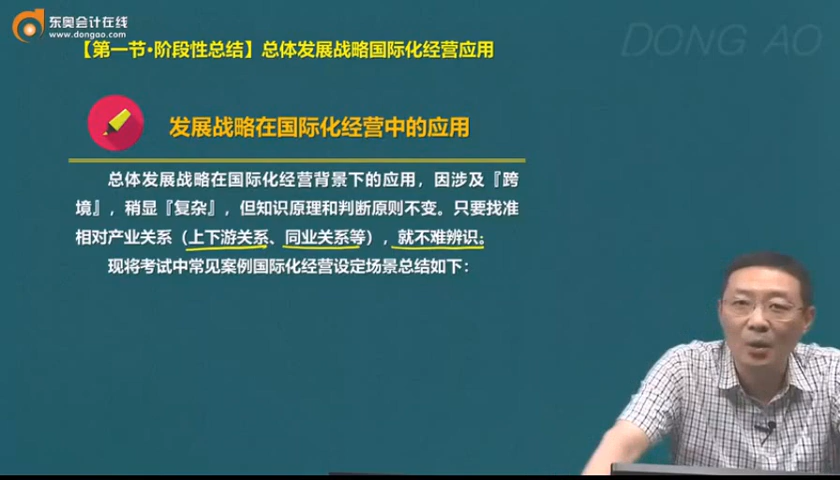 东奥会计在线
www.dongao.com
DONG AO
【第一节·阶段性总结】总体发展战略国际化经营应用
发展战略在国际化经营中的应用
总体发展战略在国际化经营背景下的应用，因涉及『跨
境』，稍显『复杂』，但知识原理和判断原则不变。只要找准
相对产业关系（上下游关系、同业关系等），就不难辨识。
现将考试中常见案例国际化经营设定场景总结如下：